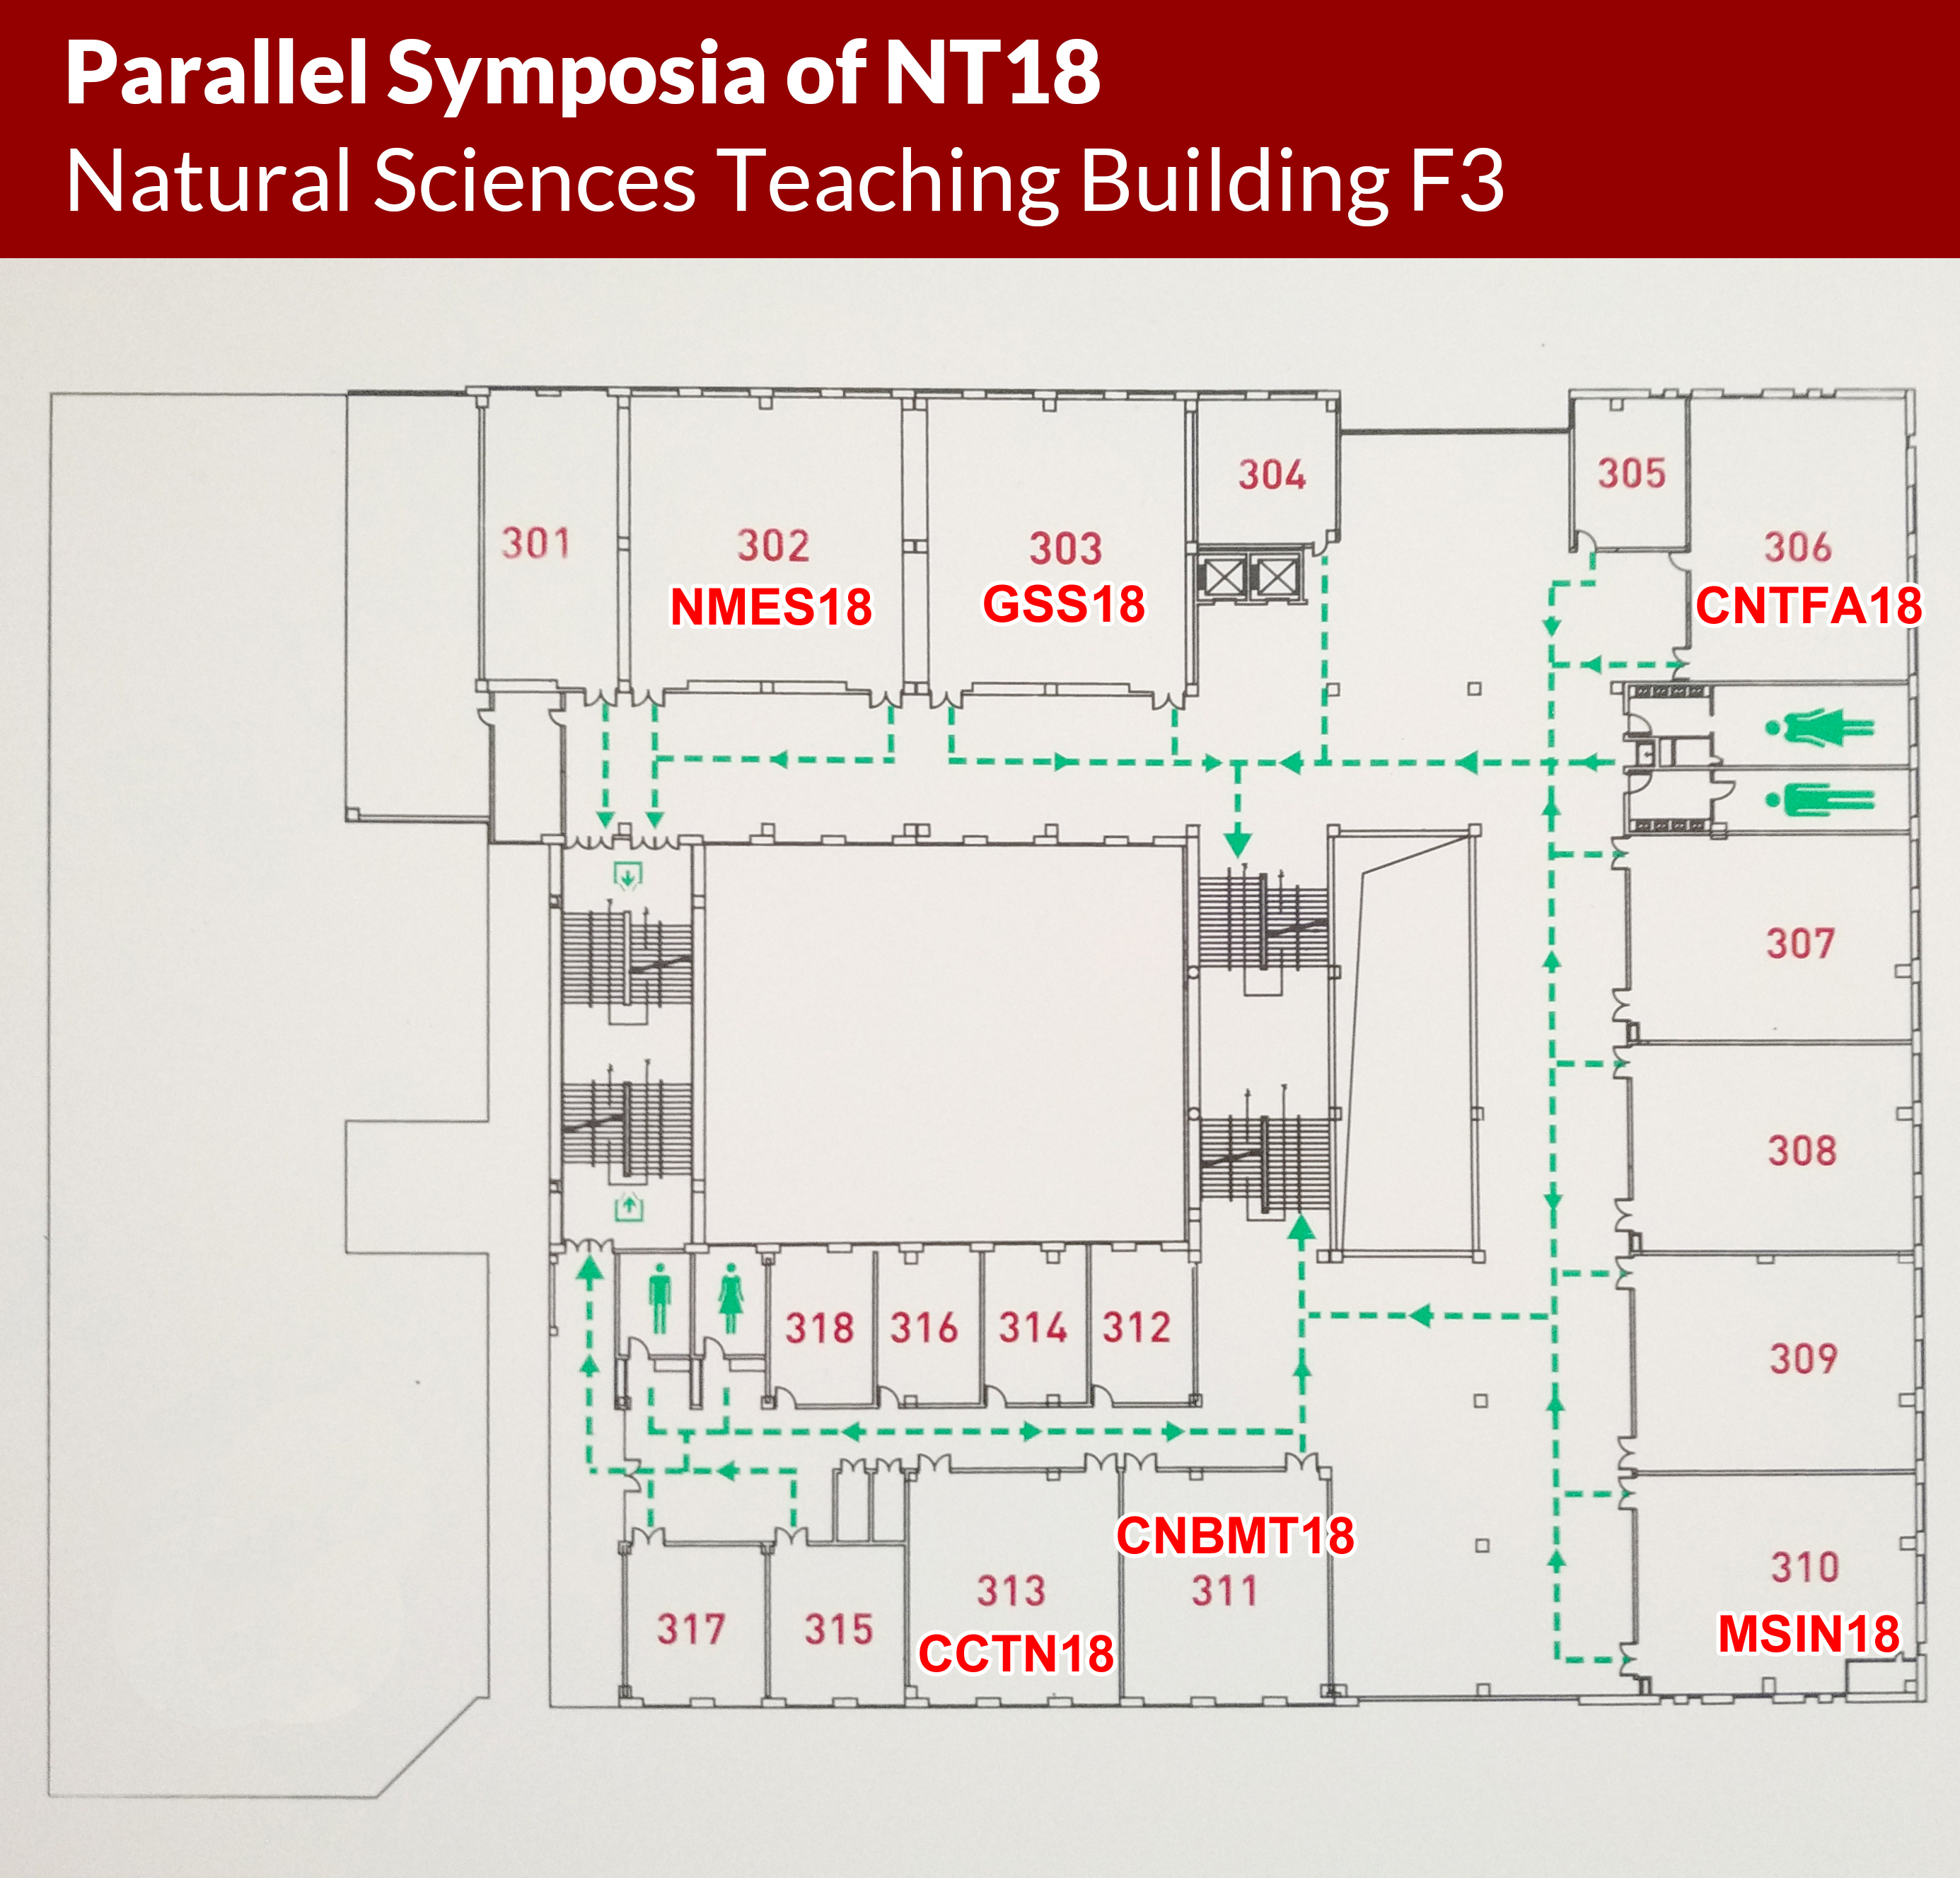 Parallel Symposia of NT18
Natural Sciences Teaching Building F3
301
302
NMES18
303
GSS18
304
305
306
CNTFA18
307
308
309
310
MSIN18
318
316
314
312
317
315
313
CCTN18
CNBMT18
311